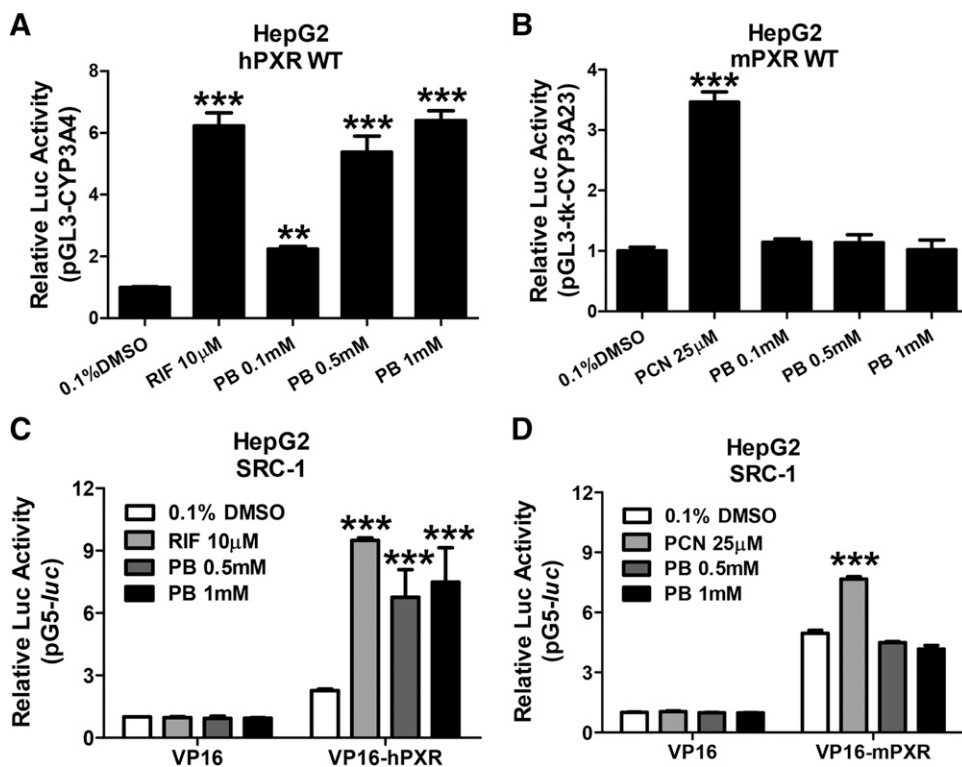 A
HepG2
hPXR WT
Relative Luc Activity
(pGL3-CYP3A4)
8
6
4
2
0
***
**
***
***
0.1%DMSO
RIF 10μM
PB 0.1mM
PB 0.5mM
PB 1mM
B
HepG2
mPXR WT
Relative Luc Activity
(pGL3-tk-CYP3A23)
4
3
2
1
0
***
0.1%DMSO
PCN 25μM
PB 0.1mM
PB 0.5mM
PB 1mM
C
HepG2
SRC-1
Relative Luc Activity
(pG5-luc)
12
9
6
3
0
0.1% DMSO
RIF 10μM
PB 0.5mM
PB 1mM
***
***
***
VP16
VP16-hPXR
D
HepG2
SRC-1
Relative Luc Activity
(pG5-luc)
12
9
6
3
0
0.1% DMSO
PCN 25μM
PB 0.5mM
PB 1mM
***
VP16
VP16-mPXR